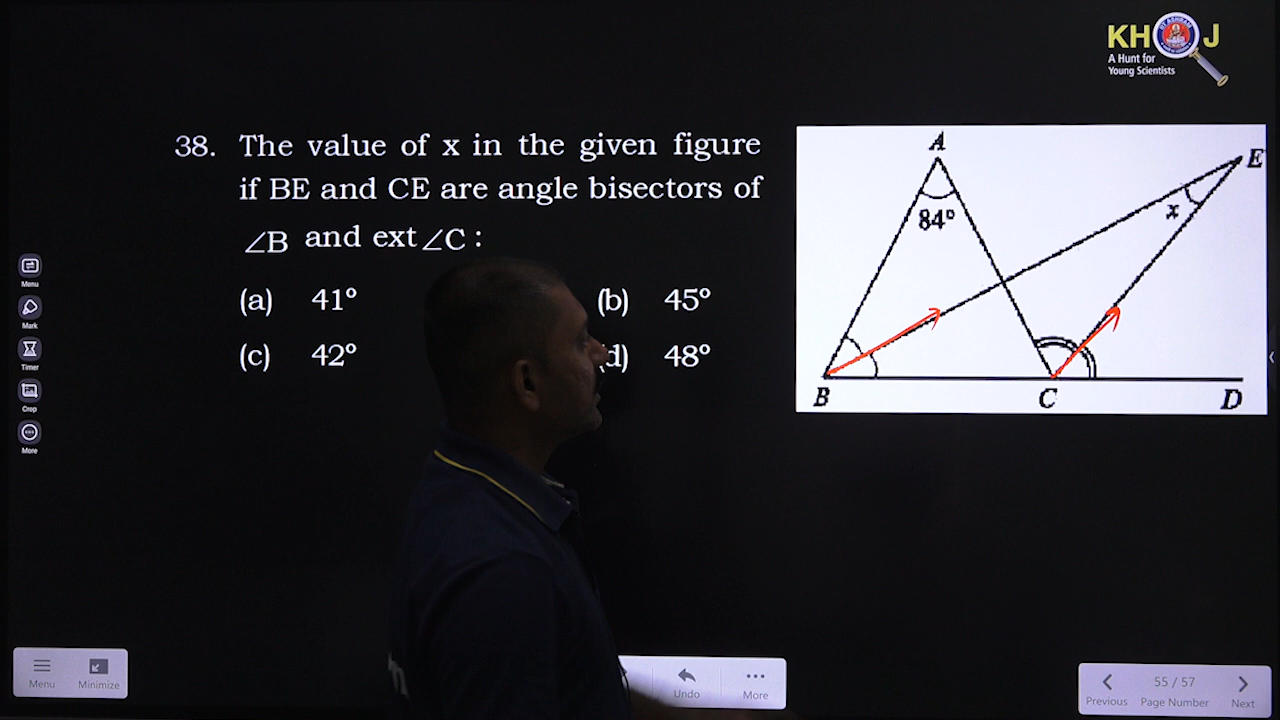 KH J
A Hunt for
Young Scientists
38. The value of x in the given figure
if BE and CE are angle bisectors of
∠B and ext ∠C :
(a) 41° (b) 45°
(c) 42° (d) 48°
A
E
84°
x
B
C
D
Menu
Mark
Timer
Crop
More
Menu
Minimize
Undo
More
Previous
55 / 57
Page Number
Next